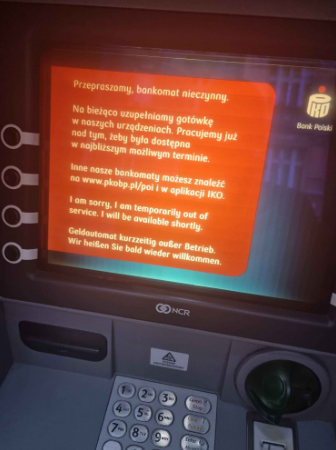 Przepraszamy, bankomat nieczynny.
Na bieżąco uzupełniamy gotówkę
w naszych urządzeniach. Pracujemy już
nad tym, żeby była dostępna
w najbliższym możliwym terminie.
Inne nasze bankomaty możesz znaleźć
na www.pkobp.pl/poi i w aplikacji IKO.
I am sorry, I am temporarily out of
service. I will be available shortly.
Geldautomat kurzzeitig außer Betrieb.
Wir heißen Sie bald wieder willkommen.
Bank Polski
NCR
1 2 3
4 5 6
7 8 9